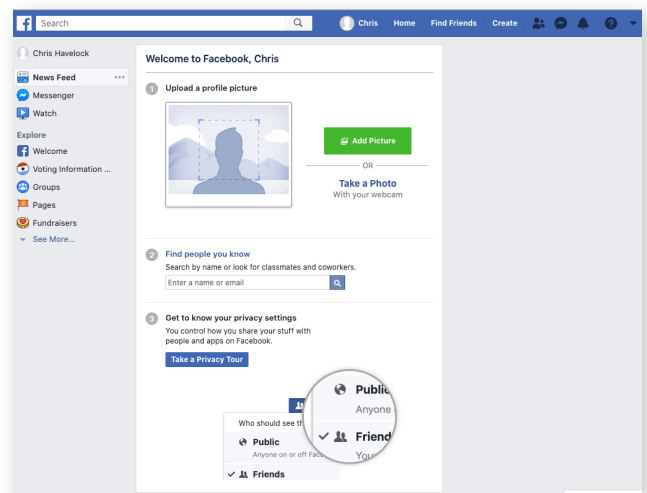 Search
Chris Home Find Friends Create
Chris Havelock
News Feed
Messenger
Watch
Explore
Welcome
Voting Information ...
Groups
Pages
Fundraisers
See More...
Welcome to Facebook, Chris
1 Upload a profile picture
Add Picture
OR
Take a Photo
With your webcam
2 Find people you know
Search by name or look for classmates and coworkers.
Enter a name or email
3 Get to know your privacy settings
You control how you share your stuff with
people and apps on Facebook.
Take a Privacy Tour
Who should see th
Public
Anyone on or off Face
Friends
Public
Anyone
Friend
You